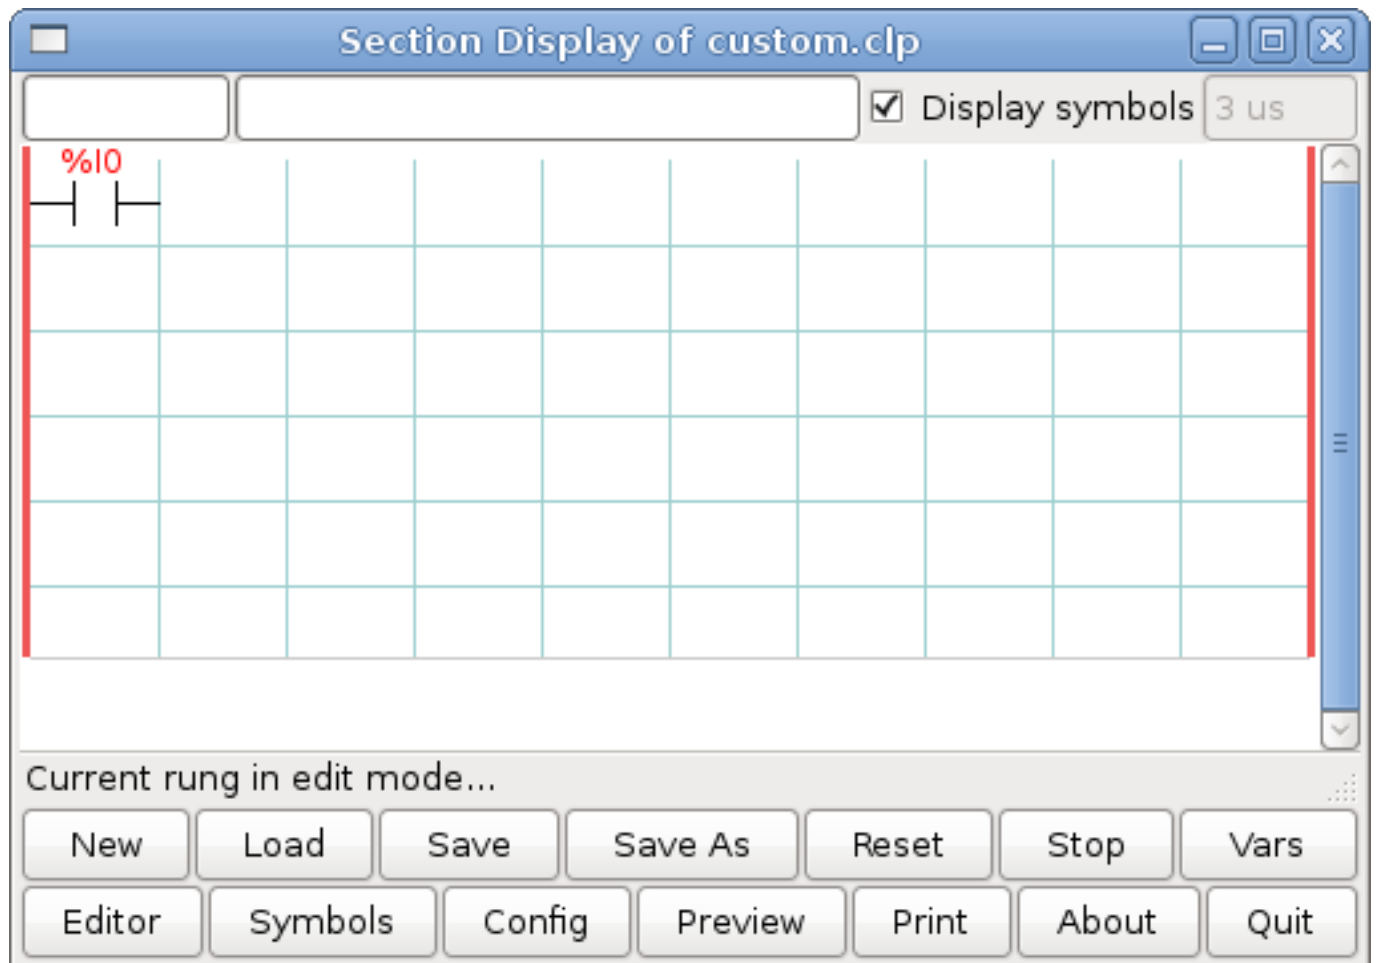 Section Display of custom.clp
Display symbols 3 us
%I0
Current rung in edit mode...
New Load Save Save As Reset Stop Vars
Editor Symbols Config Preview Print About Quit